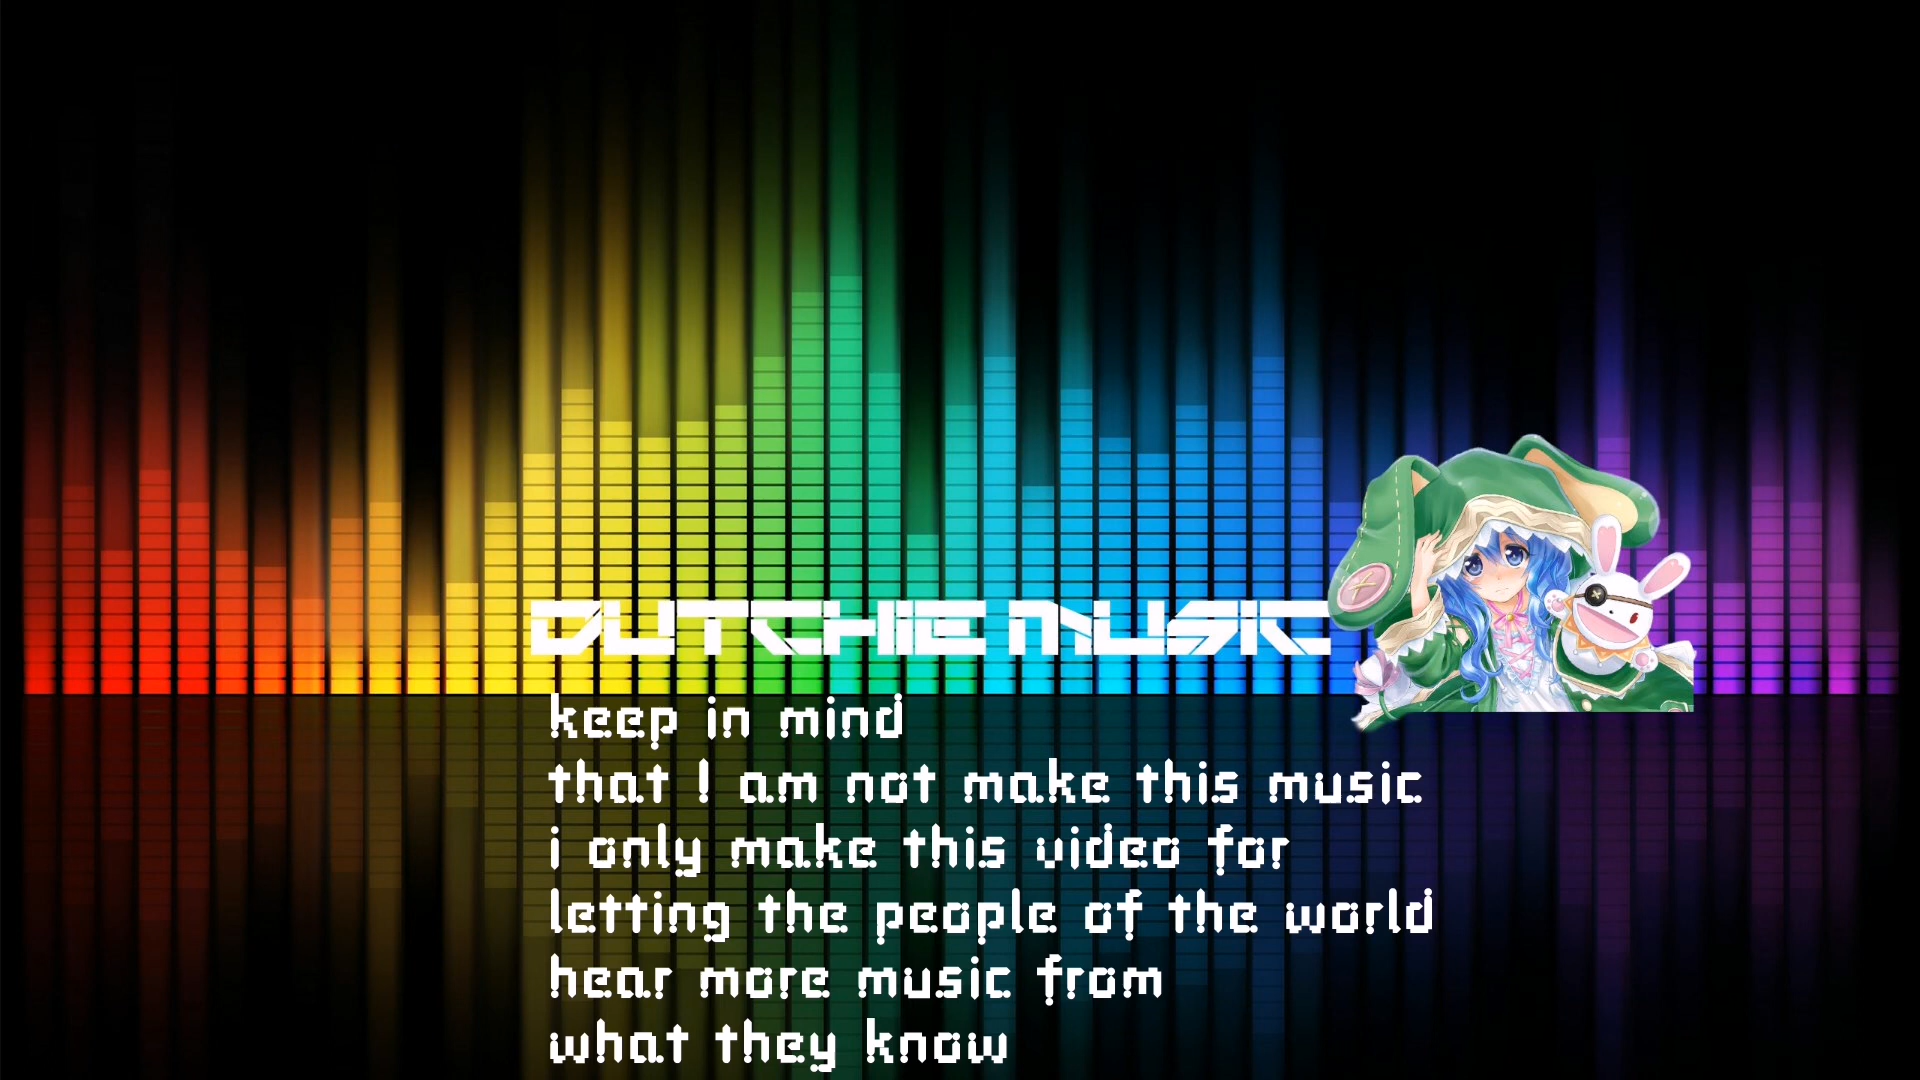 DUTCHIE MUSIC
keep in mind
that I am not make this music
i only make this video for
letting the people of the world
hear more music from
what they know